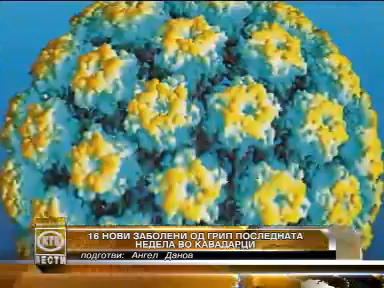 16 НОВИ ЗАБОЛЕНИ ОД ГРИП ПОСЛЕДНАТА
НЕДЕЛА ВО КАВАДАРЦИ
подготви: Ангел Данов
КТВ
ВЕСТИ